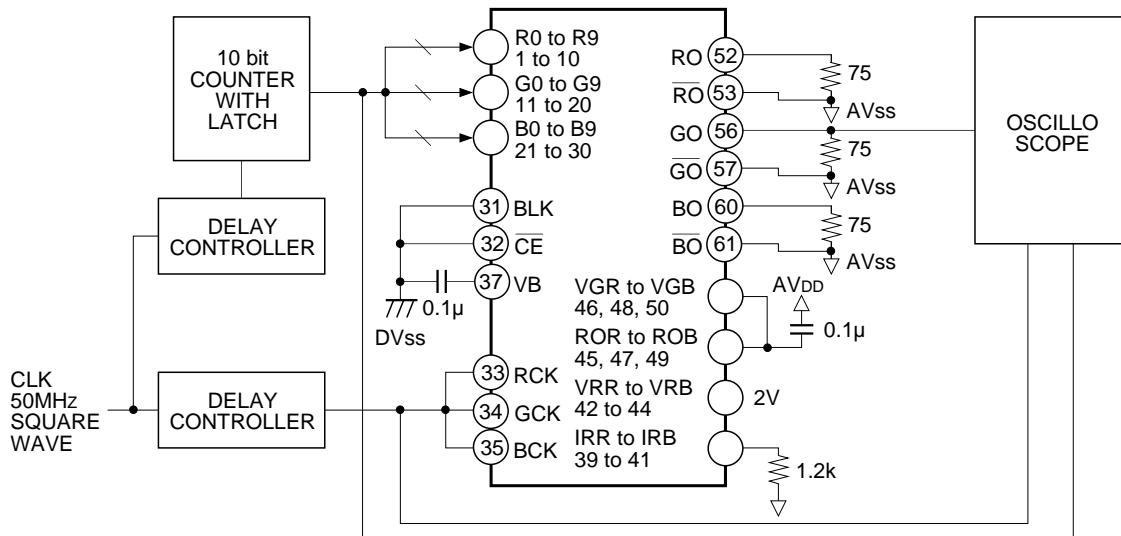 10 bit
COUNTER
WITH
LATCH
DELAY
CONTROLLER
CLK
50MHz
SQUARE
WAVE
DELAY
CONTROLLER
R0 to R9
1 to 10
G0 to G9
11 to 20
B0 to B9
21 to 30
31 BLK
32 CE
37 VB
0.1µ
DVss
33 RCK
34 GCK
35 BCK
RO 52
RO 53
GO 56
GO 57
BO 60
BO 61
75
AVss
75
AVss
75
AVss
VGR to VGB
46, 48, 50
ROR to ROB
45, 47, 49
VRR to VRB
42 to 44
IRR to IRB
39 to 41
AVDD
0.1µ
2V
1.2k
OSCILLO
SCOPE